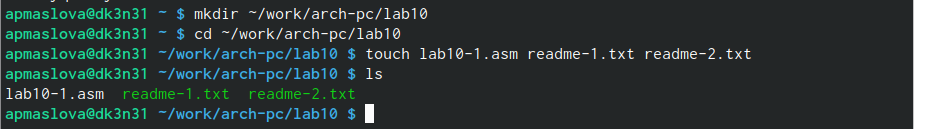 apmaslova@dk3n31 ~ $ mkdir ~/work/arch-pc/lab10
apmaslova@dk3n31 ~ $ cd ~/work/arch-pc/lab10
apmaslova@dk3n31 ~/work/arch-pc/lab10 $ touch lab10-1.asm readme-1.txt readme-2.txt
apmaslova@dk3n31 ~/work/arch-pc/lab10 $ ls
lab10-1.asm  readme-1.txt  readme-2.txt
apmaslova@dk3n31 ~/work/arch-pc/lab10 $